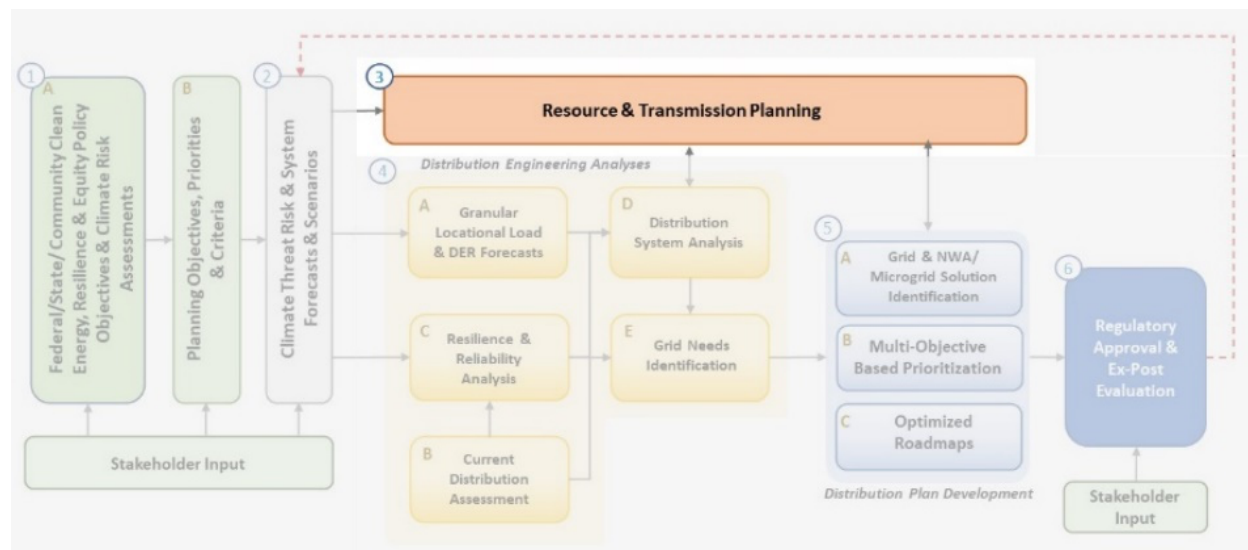 1
A
Federal/State/ Community Clean
Energy, Resilience & Equity Policy
Objectives & Climate Risk
Assessments
B
Planning Objectives, Priorities
& Criteria
2
Climate Threat Risk & System
Forecasts & Scenarios
Stakeholder Input
3
Resource & Transmission Planning
4
Distribution Engineering Analyses
A
Granular
Locational Load
& DER Forecasts
D
Distribution
System Analysis
C
Resilience &
Reliability
Analysis
E
Grid Needs
Identification
B
Current
Distribution
Assessment
5
A
Grid & NWA/
Microgrid Solution
Identification
B
Multi-Objective
Based Prioritization
C
Optimized
Roadmaps
Distribution Plan Development
6
Regulatory
Approval &
Ex-Post
Evaluation
Stakeholder
Input